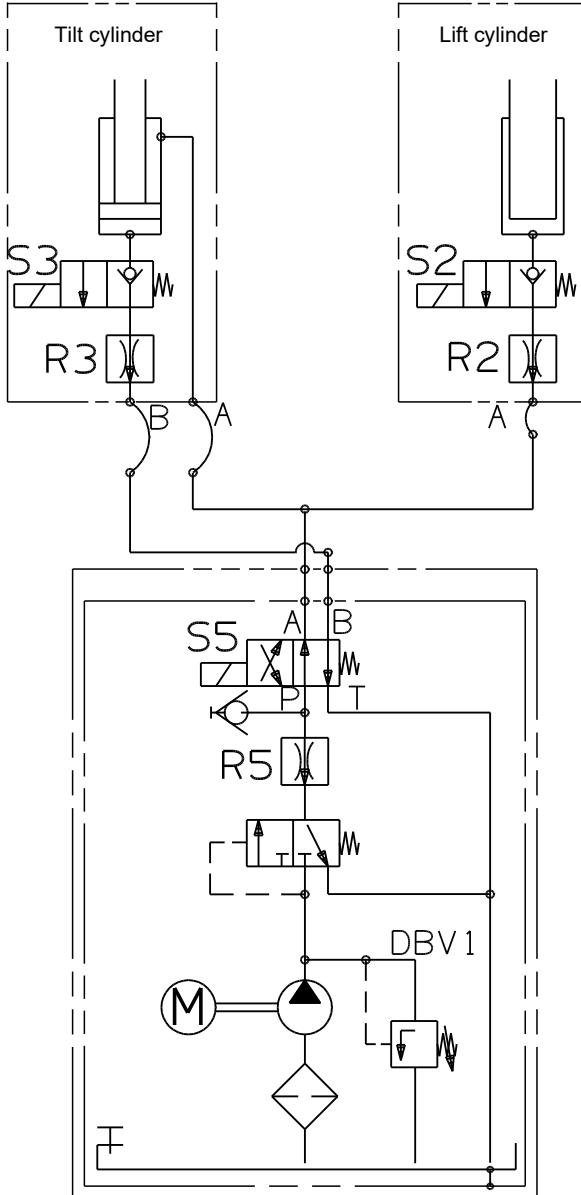 Tilt cylinder
Lift cylinder
S3
S2
R3
R2
B
A
A
A
B
S5
P
T
R5
DBV1
M